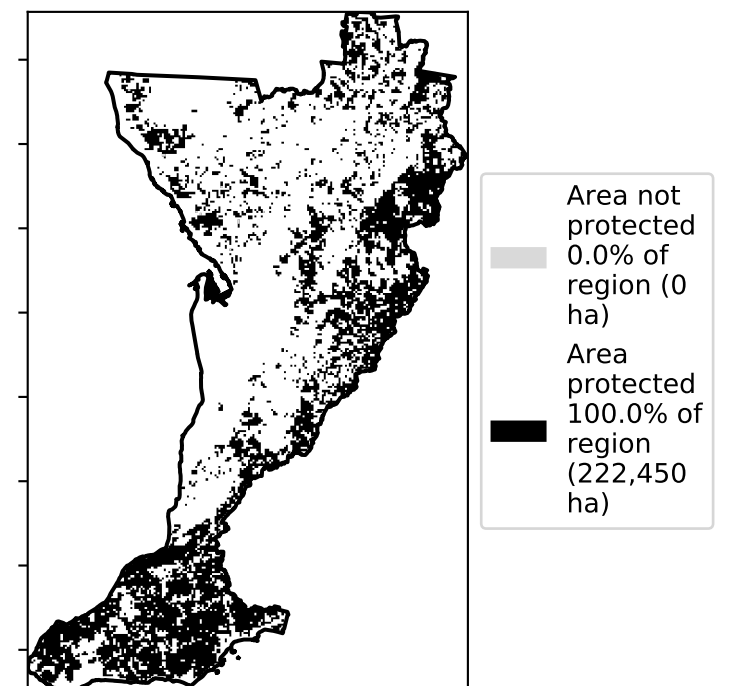 Area not
protected
0.0% of
region (0
ha)
Area
protected
100.0% of
region
(222,450
ha)